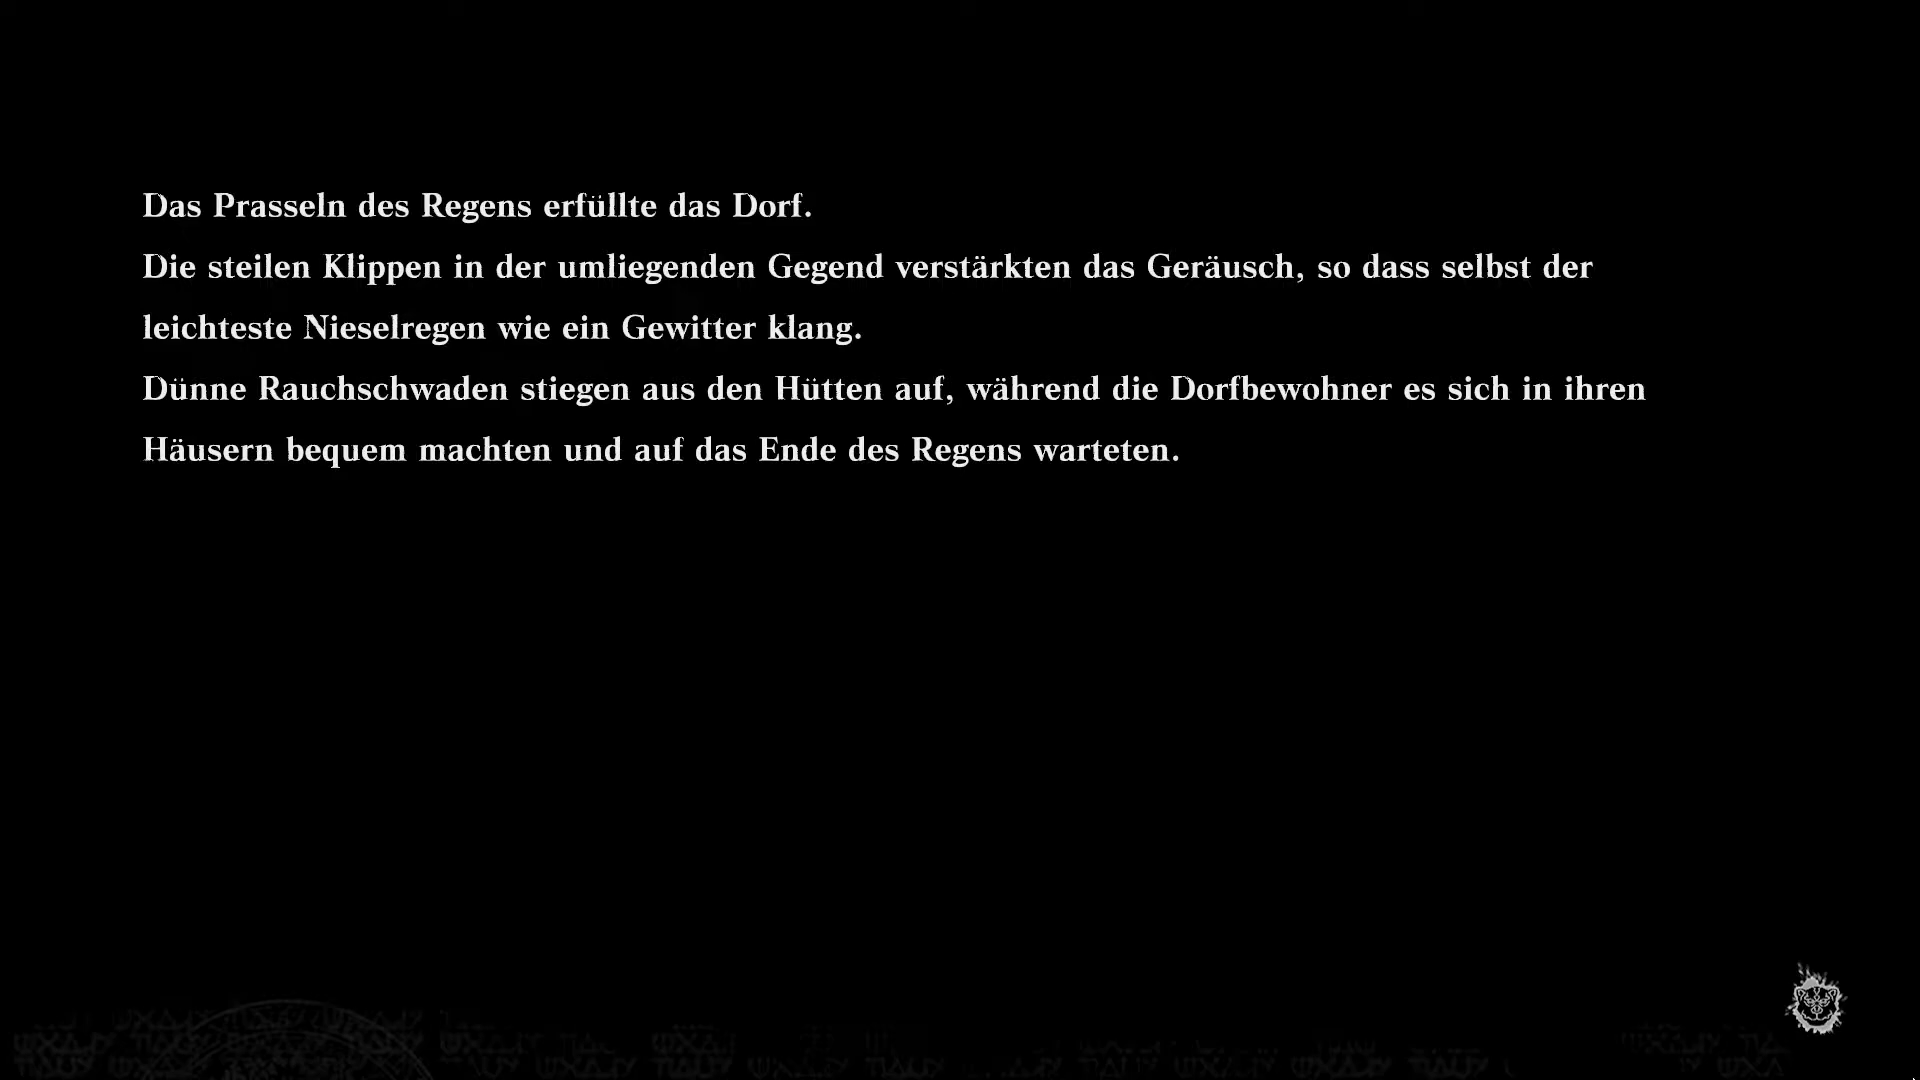 Das Prasseln des Regens erfüllte das Dorf.
Die steilen Klippen in der umliegenden Gegend verstärkten das Geräusch, so dass selbst der
leichteste Nieselregen wie ein Gewitter klang.
Dünne Rauchschwaden stiegen aus den Hütten auf, während die Dorfbewohner es sich in ihren
Häusern bequem machten und auf das Ende des Regens warteten.